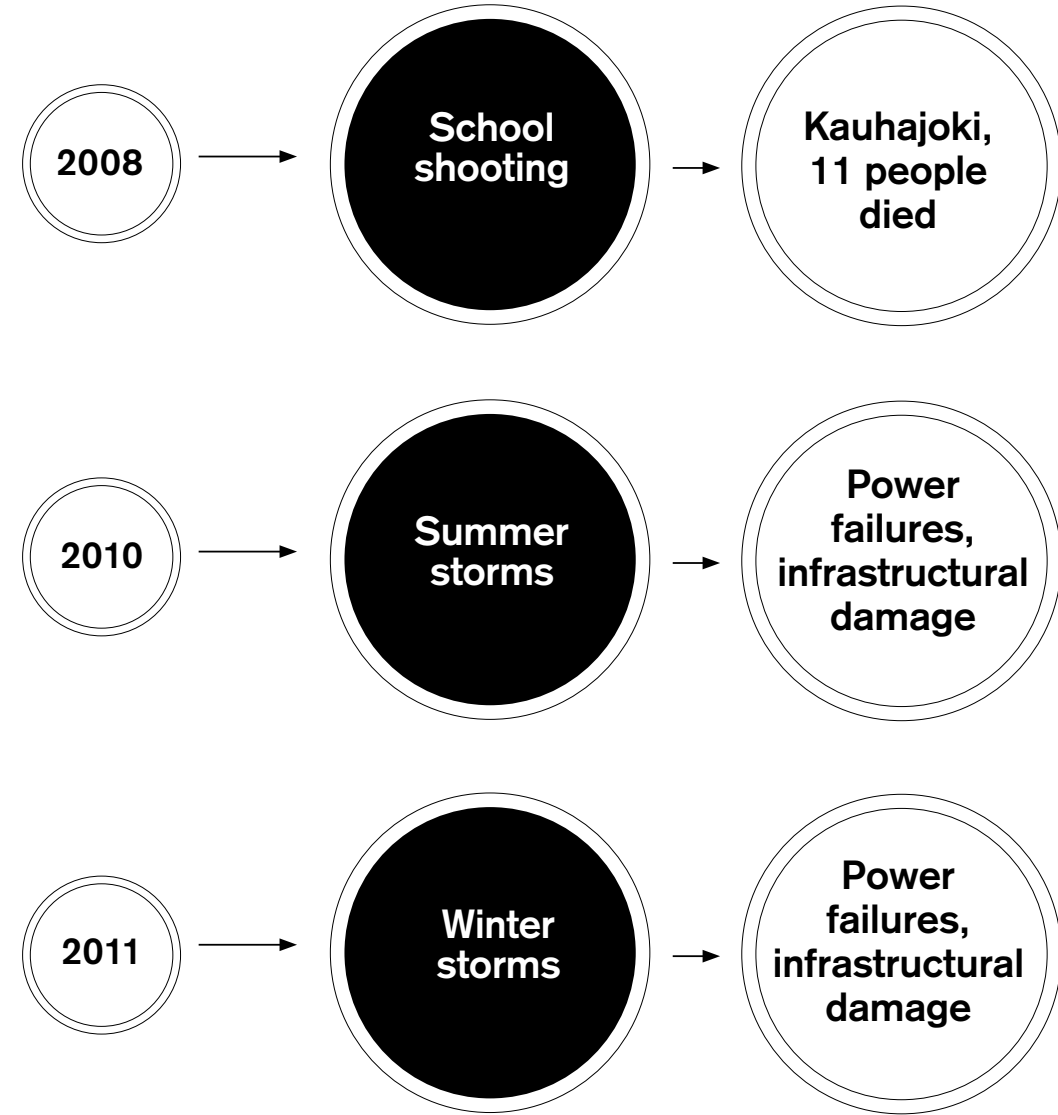 2008
School
shooting
Kauhajoki,
11 people
died
2010
Summer
storms
Power
failures,
infrastructural
damage
2011
Winter
storms
Power
failures,
infrastructural
damage